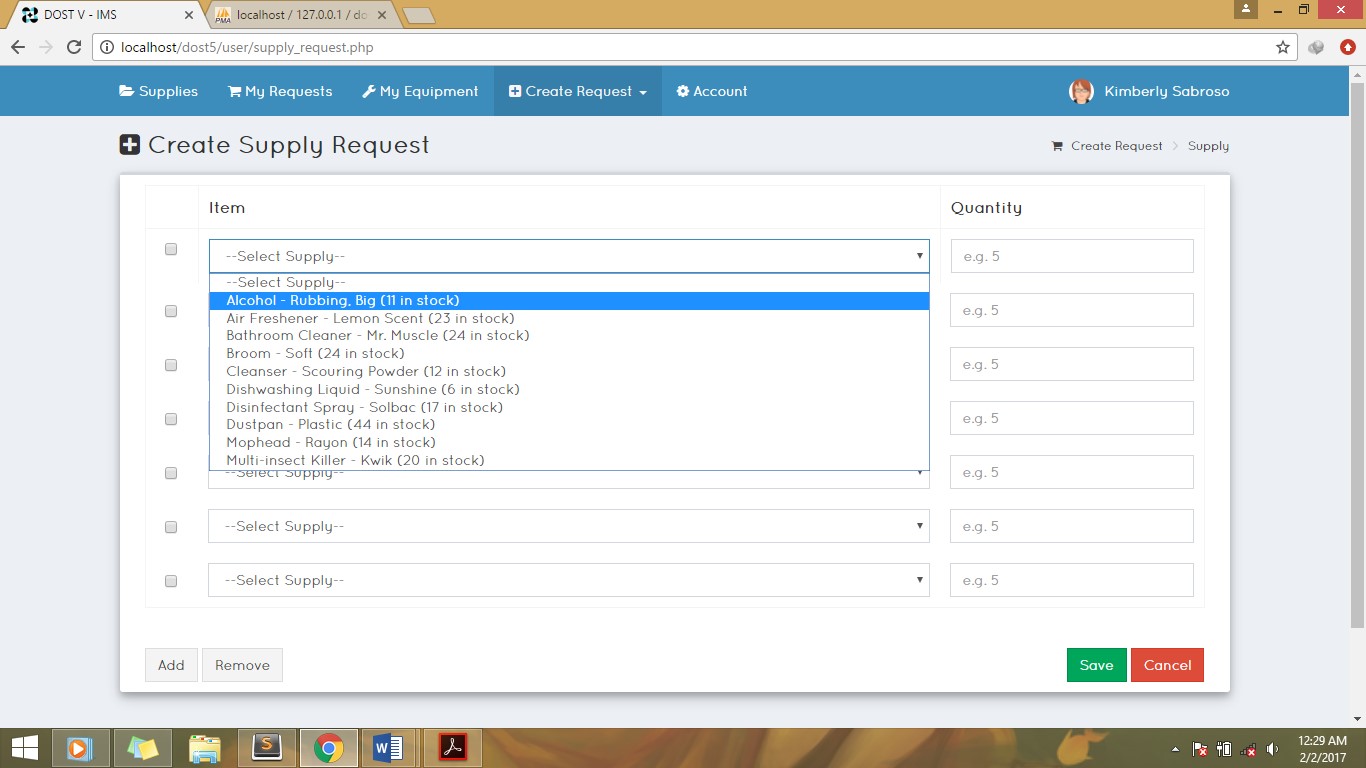 DOST V - IMS
localhost / 127.0.0.1 / do
localhost/dost5/user/supply_request.php
Supplies My Requests My Equipment Create Request Account Kimberly Sabroso
Create Supply Request
Create Request > Supply
Item Quantity
--Select Supply-- e.g. 5
--Select Supply--
Alcohol - Rubbing, Big (11 in stock)
Air Freshener - Lemon Scent (23 in stock) e.g. 5
Bathroom Cleaner - Mr. Muscle (24 in stock)
Broom - Soft (24 in stock)
Cleanser - Scouring Powder (12 in stock) e.g. 5
Dishwashing Liquid - Sunshine (6 in stock)
Disinfectant Spray - Solbac (17 in stock)
Dustpan - Plastic (44 in stock) e.g. 5
Mophead - Rayon (14 in stock)
Multi-insect Killer - Kwik (20 in stock)
--Select Supply-- e.g. 5
--Select Supply-- e.g. 5
--Select Supply-- e.g. 5
Add Remove Save Cancel
12:29 AM
2/2/2017